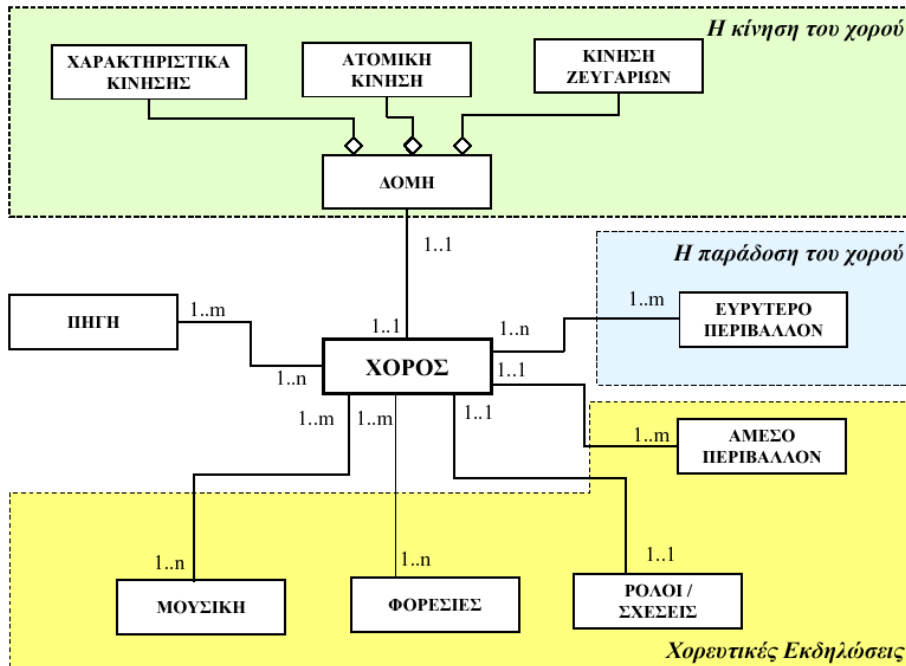 Η κίνηση του χορού
ΧΑΡΑΚΤΗΡΙΣΤΙΚΑ
ΚΙΝΗΣΗΣ
ΑΤΟΜΙΚΗ
ΚΙΝΗΣΗ
ΚΙΝΗΣΗ
ΖΕΥΓΑΡΙΩΝ
ΔΟΜΗ
1..1
Η παράδοση του χορού
ΠΗΓΗ
1..m
1..1
1..n
1..m
ΕΥΡΥΤΕΡΟ
ΠΕΡΙΒΑΛΛΟΝ
ΧΟΡΟΣ
1..n
1..1
1..m
1..m
1..1
1..m
ΑΜΕΣΟ
ΠΕΡΙΒΑΛΛΟΝ
1..n
1..n
1..1
ΜΟΥΣΙΚΗ
ΦΟΡΕΣΙΕΣ
ΡΟΛΟΙ /
ΣΧΕΣΕΙΣ
Χορευτικές Εκδηλώσεις